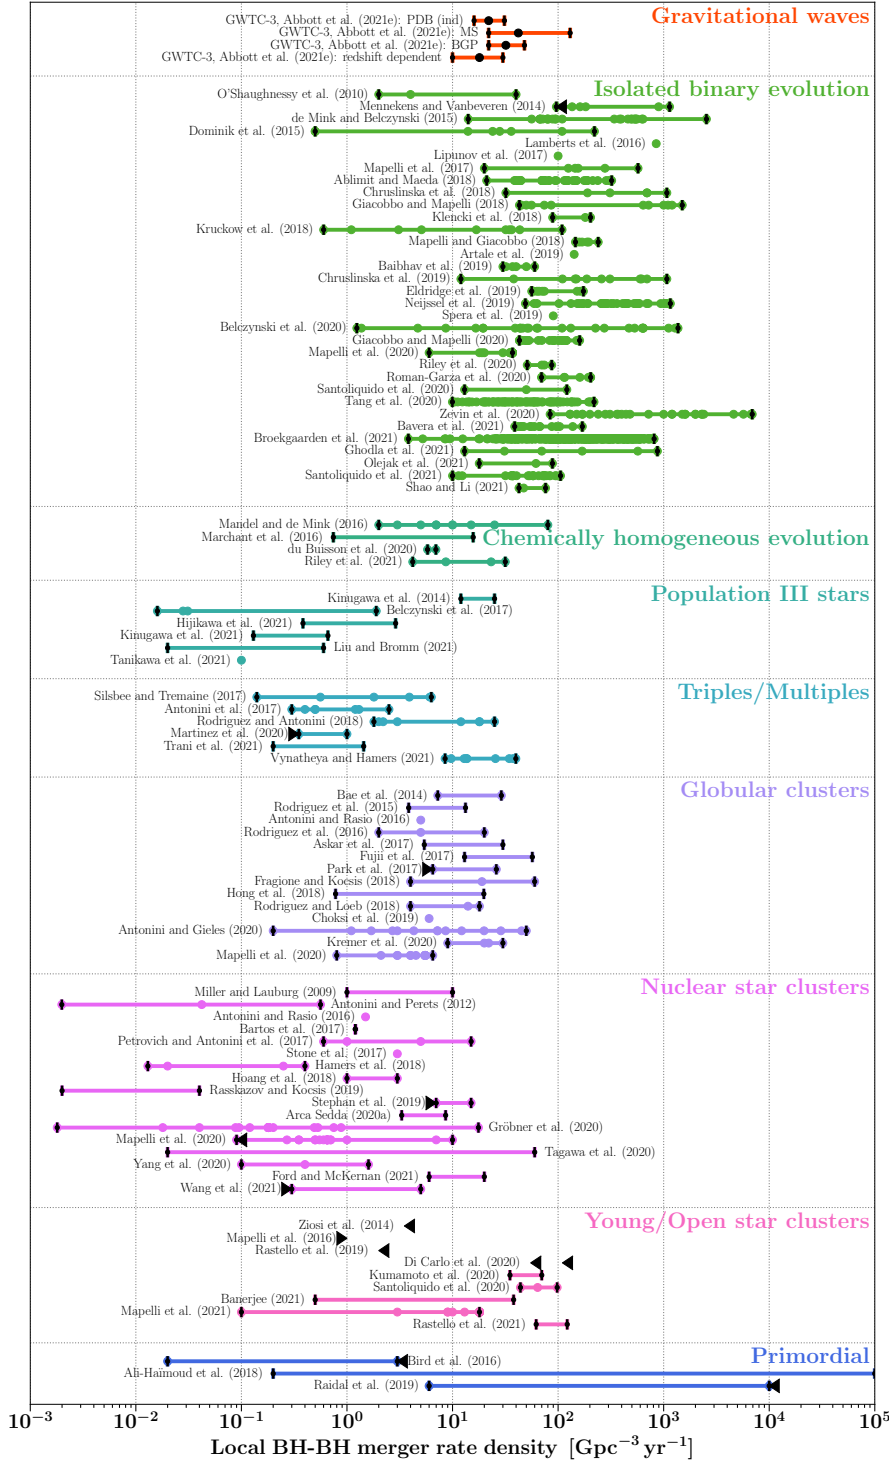 Gravitational waves
GWTC-3, Abbott et al. (2021e): PDB (ind)
GWTC-3, Abbott et al. (2021e): MS
GWTC-3, Abbott et al. (2021e): BGP
GWTC-3, Abbott et al. (2021e): redshift dependent
Isolated binary evolution
O'Shaughnessy et al. (2010)
Mennekens and Vanbeveren (2014)
de Mink and Belczynski (2015)
Dominik et al. (2015)
Lamberts et al. (2016)
Lipunov et al. (2017)
Mapelli et al. (2017)
Ablimit and Maeda (2018)
Chruslinska et al. (2018)
Giacobbo and Mapelli (2018)
Klencki et al. (2018)
Kruckow et al. (2018)
Mapelli and Giacobbo (2018)
Artale et al. (2019)
Baibhav et al. (2019)
Chruslinska et al. (2019)
Eldridge et al. (2019)
Neijssel et al. (2019)
Spera et al. (2019)
Belczynski et al. (2020)
Giacobbo and Mapelli (2020)
Mapelli et al. (2020)
Riley et al. (2020)
Roman-Garza et al. (2020)
Santoliquido et al. (2020)
Tang et al. (2020)
Zevin et al. (2020)
Bavera et al. (2021)
Broekgaarden et al. (2021)
Ghodla et al. (2021)
Olejak et al. (2021)
Santoliquido et al. (2021)
Shao and Li (2021)
Mandel and de Mink (2016)
Chemically homogeneous evolution
Marchant et al. (2016)
du Buisson et al. (2020)
Riley et al. (2021)
Population III stars
Kinugawa et al. (2014)
Belczynski et al. (2017)
Hijikawa et al. (2021)
Kinugawa et al. (2021)
Liu and Bromm (2021)
Tanikawa et al. (2021)
Triples/Multiples
Silsbee and Tremaine (2017)
Antonini et al. (2017)
Rodriguez and Antonini (2018)
Martinez et al. (2020)
Trani et al. (2021)
Vynatheya and Hamers (2021)
Globular clusters
Bae et al. (2014)
Rodriguez et al. (2015)
Antonini and Rasio (2016)
Rodriguez et al. (2016)
Askar et al. (2017)
Fujii et al. (2017)
Park et al. (2017)
Fragione and Kocsis (2018)
Hong et al. (2018)
Rodriguez and Loeb (2018)
Choksi et al. (2019)
Antonini and Gieles (2020)
Kremer et al. (2020)
Mapelli et al. (2020)
Nuclear star clusters
Miller and Lauburg (2009)
Antonini and Perets (2012)
Antonini and Rasio (2016)
Bartos et al. (2017)
Petrovich and Antonini et al. (2017)
Stone et al. (2017)
Hamers et al. (2018)
Hoang et al. (2018)
Rasskazov and Kocsis (2019)
Stephan et al. (2019)
Arca Sedda (2020a)
Gröbner et al. (2020)
Mapelli et al. (2020)
Tagawa et al. (2020)
Yang et al. (2020)
Ford and McKernan (2021)
Wang et al. (2021)
Young/Open star clusters
Ziosi et al. (2014)
Mapelli et al. (2016)
Rastello et al. (2019)
Di Carlo et al. (2020)
Kumamoto et al. (2020)
Santoliquido et al. (2020)
Banerjee (2021)
Mapelli et al. (2021)
Rastello et al. (2021)
Primordial
Bird et al. (2016)
Ali-Haïmoud et al. (2018)
Raidal et al. (2019)
10⁻³ 10⁻² 10⁻¹ 10⁰ 10¹ 10² 10³ 10⁴ 10⁵
Local BH-BH merger rate density [Gpc⁻³ yr⁻¹]